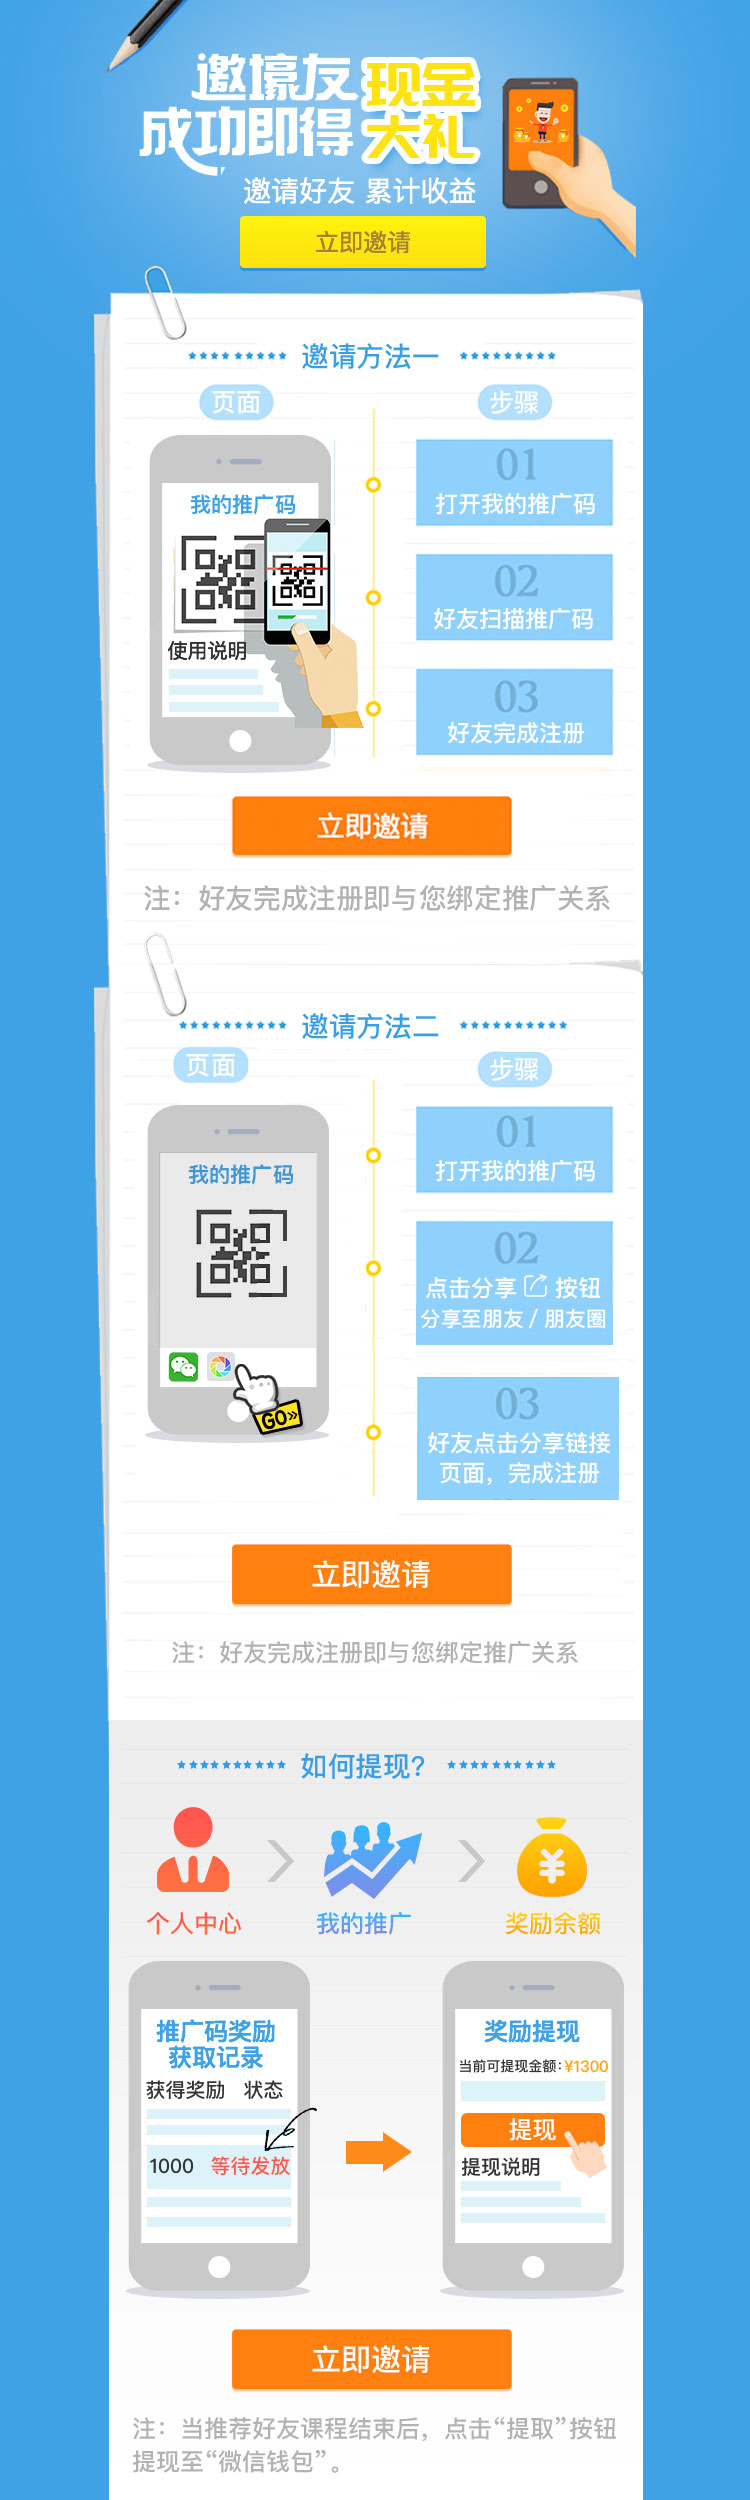 邀壕友现金
成功即得大礼
邀请好友 累计收益
立即邀请
邀请方法一
页面
步骤
我的推广码
使用说明
01
打开我的推广码
02
好友扫描推广码
03
好友完成注册
立即邀请
注：好友完成注册即与您绑定推广关系
邀请方法二
页面
步骤
我的推广码
GO»
01
打开我的推广码
02
点击分享 按钮
分享至朋友 / 朋友圈
03
好友点击分享链接
页面，完成注册
立即邀请
注：好友完成注册即与您绑定推广关系
如何提现?
个人中心
我的推广
¥
奖励余额
推广码奖励
获取记录
获得奖励 状态
1000 等待发放
奖励提现
当前可提现金额:¥1300
提现
提现说明
立即邀请
注：当推荐好友课程结束后，点击“提取”按钮
提现至“微信钱包”。